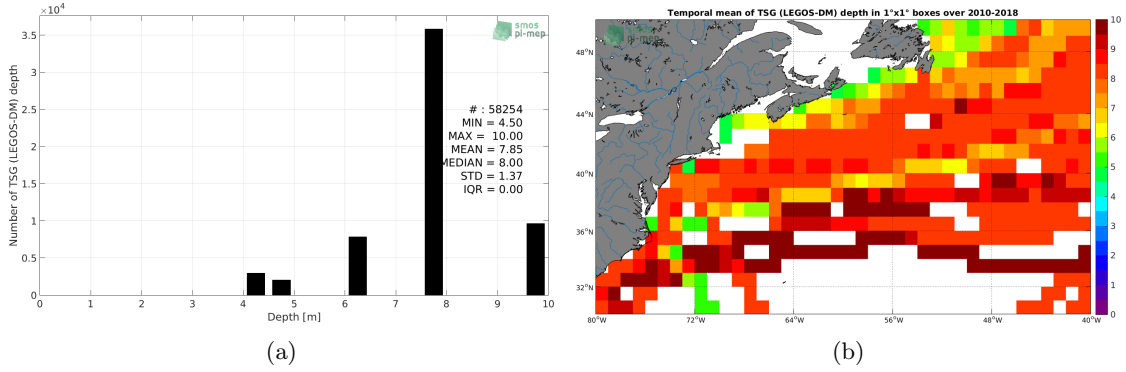 ×10⁴
smos
pi-mep
3.5
3
2.5
2
1.5
1
0.5
0
Number of TSG (LEGOS-DM) depth
# : 58254
MIN = 4.50
MAX = 10.00
MEAN = 7.85
MEDIAN = 8.00
STD = 1.37
IQR = 0.00
0 1 2 3 4 5 6 7 8 9 10
Depth [m]
(a)
Temporal mean of TSG (LEGOS-DM) depth in 1°x1° boxes over 2010-2018
smos
pi-mep
48°N
44°N
40°N
36°N
32°N
80°W 72°W 64°W 56°W 48°W 40°W
10
9
8
7
6
5
4
3
2
1
0
(b)